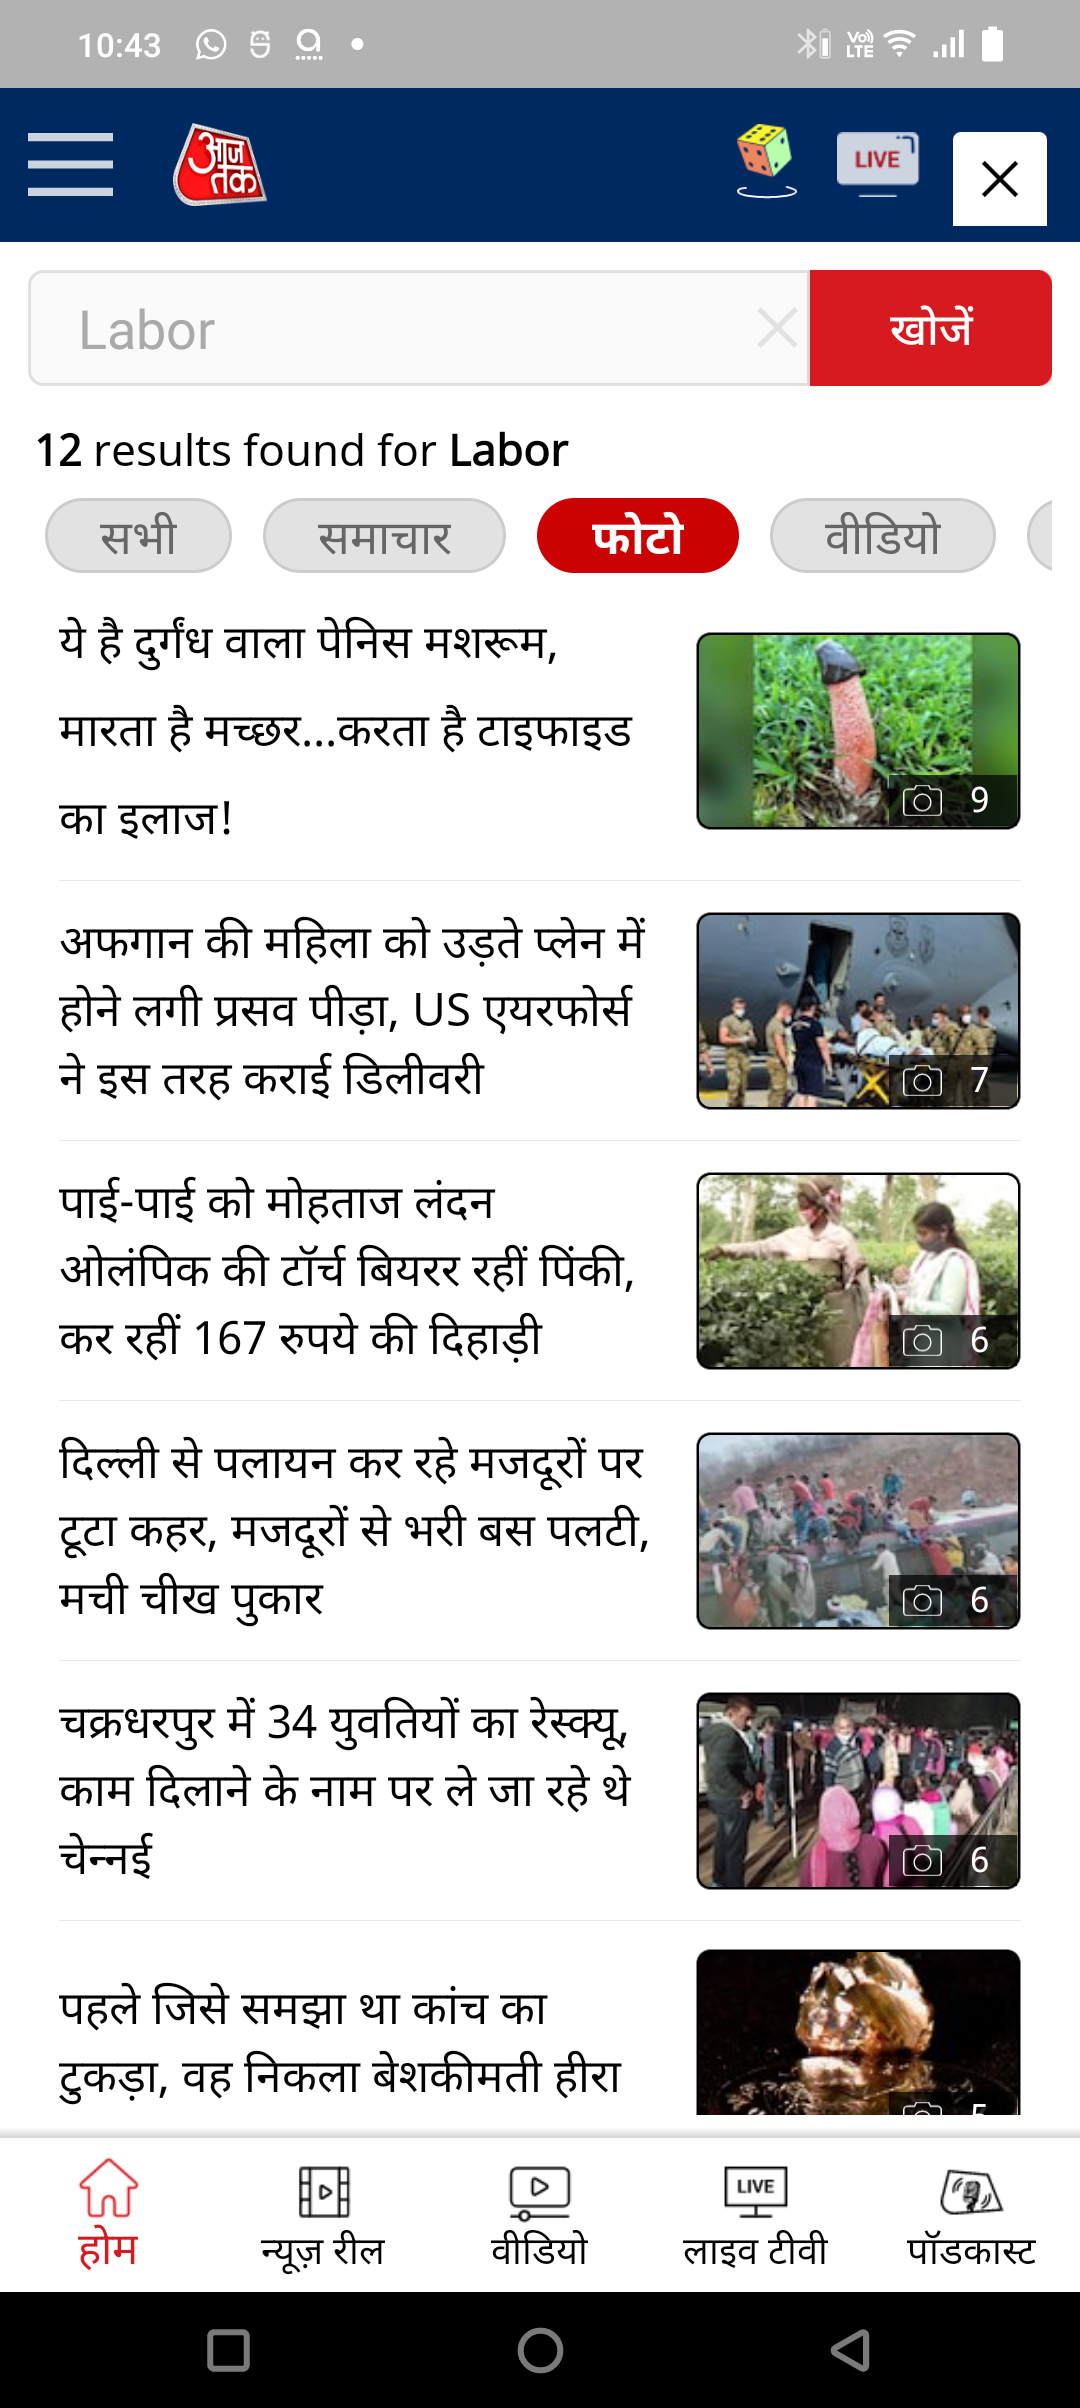 10:43
Vo) LTE
आज तक
LIVE
Labor
खोजें
12 results found for Labor
सभी समाचार फोटो वीडियो
ये है दुर्गंध वाला पेनिस मशरूम,
मारता है मच्छर...करता है टाइफाइड
का इलाज!
9
अफगान की महिला को उड़ते प्लेन में
होने लगी प्रसव पीड़ा, US एयरफोर्स
ने इस तरह कराई डिलीवरी
7
पाई-पाई को मोहताज लंदन
ओलंपिक की टॉर्च बियरर रहीं पिंकी,
कर रहीं 167 रुपये की दिहाड़ी
6
दिल्ली से पलायन कर रहे मजदूरों पर
टूटा कहर, मजदूरों से भरी बस पलटी,
मची चीख पुकार
6
चक्रधरपुर में 34 युवतियों का रेस्क्यू,
काम दिलाने के नाम पर ले जा रहे थे
चेन्नई
6
पहले जिसे समझा था कांच का
टुकड़ा, वह निकला बेशकीमती हीरा
5
LIVE
होम न्यूज़ रील वीडियो लाइव टीवी पॉडकास्ट